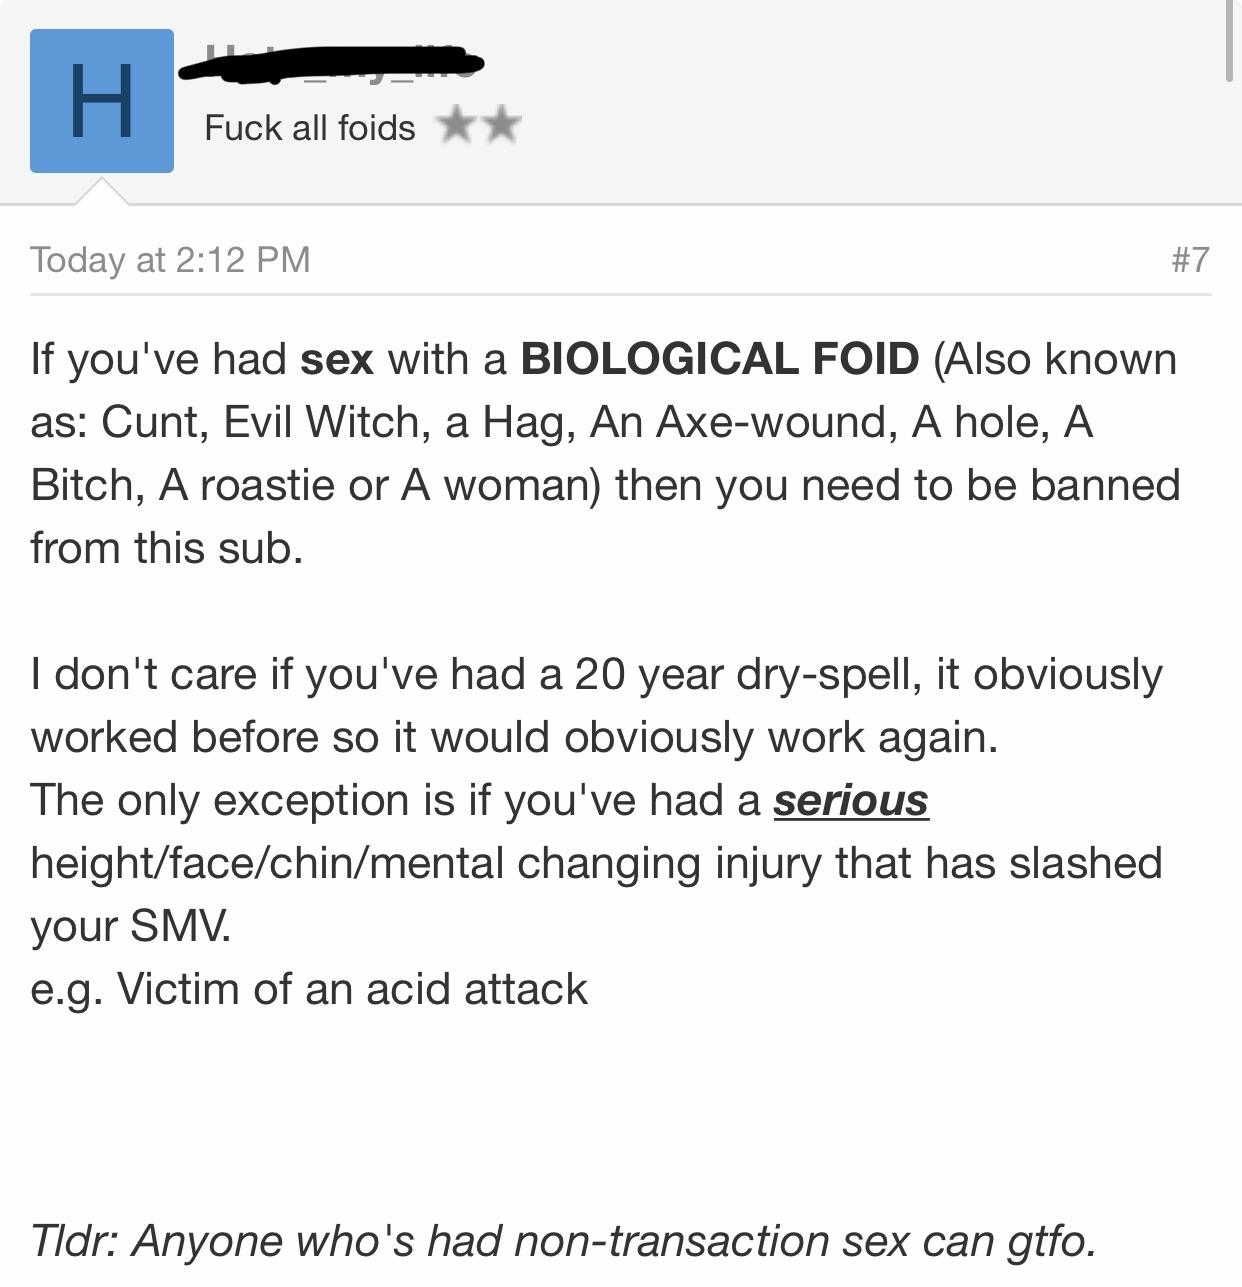 H
Fuck all foids
Today at 2:12 PM
#7
If you've had sex with a BIOLOGICAL FOID (Also known
as: Cunt, Evil Witch, a Hag, An Axe-wound, A hole, A
Bitch, A roastie or A woman) then you need to be banned
from this sub.
I don't care if you've had a 20 year dry-spell, it obviously
worked before so it would obviously work again.
The only exception is if you've had a serious
height/face/chin/mental changing injury that has slashed
your SMV.
e.g. Victim of an acid attack
Tldr: Anyone who's had non-transaction sex can gtfo.